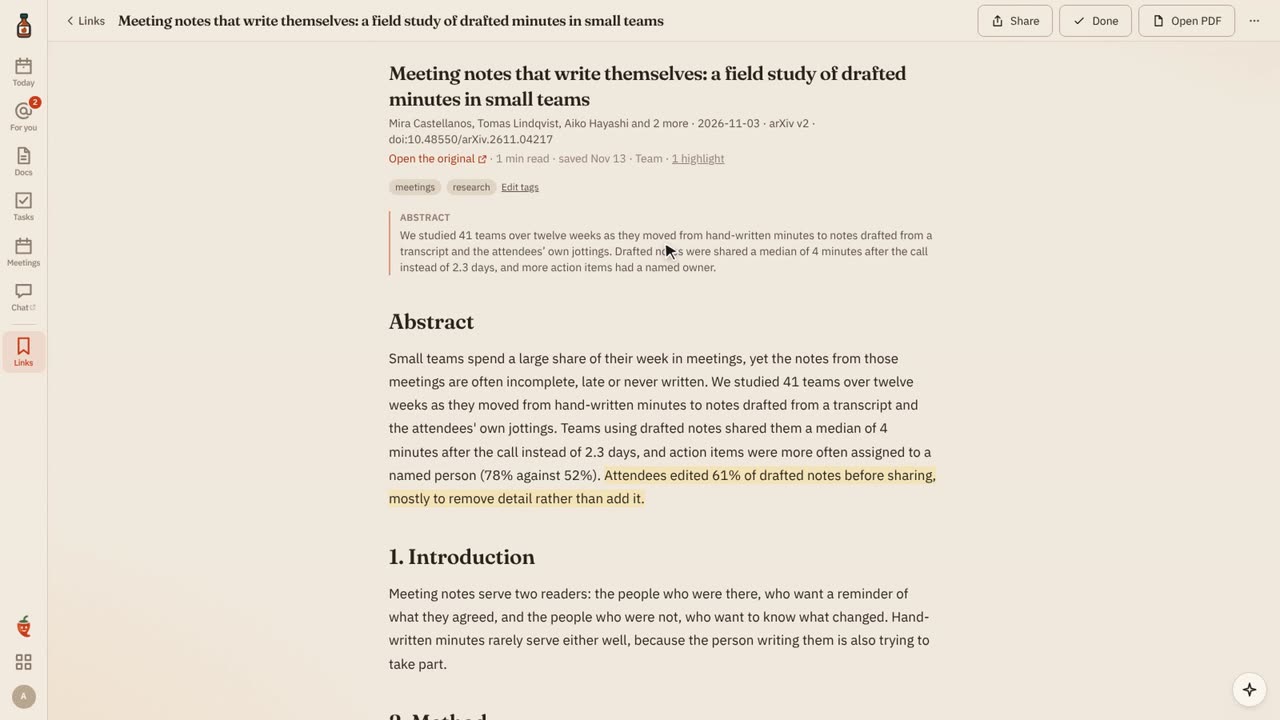 Links
Meeting notes that write themselves: a field study of drafted minutes in small teams
Share
Done
Open PDF
Today
2
For you
Docs
Tasks
Meetings
Chat
Links
A
Meeting notes that write themselves: a field study of drafted
minutes in small teams
Mira Castellanos, Tomas Lindqvist, Aiko Hayashi and 2 more · 2026-11-03 · arXiv v2 ·
doi:10.48550/arXiv.2611.04217
Open the original · 1 min read · saved Nov 13 · Team · 1 highlight
meetings research Edit tags
ABSTRACT
We studied 41 teams over twelve weeks as they moved from hand-written minutes to notes drafted from a
transcript and the attendees' own jottings. Drafted notes were shared a median of 4 minutes after the call
instead of 2.3 days, and more action items had a named owner.
Abstract
Small teams spend a large share of their week in meetings, yet the notes from those
meetings are often incomplete, late or never written. We studied 41 teams over twelve
weeks as they moved from hand-written minutes to notes drafted from a transcript and
the attendees' own jottings. Teams using drafted notes shared them a median of 4
minutes after the call instead of 2.3 days, and action items were more often assigned to a
named person (78% against 52%). Attendees edited 61% of drafted notes before sharing,
mostly to remove detail rather than add it.
1. Introduction
Meeting notes serve two readers: the people who were there, who want a reminder of
what they agreed, and the people who were not, who want to know what changed. Hand-
written minutes rarely serve either well, because the person writing them is also trying to
take part.
2. Method